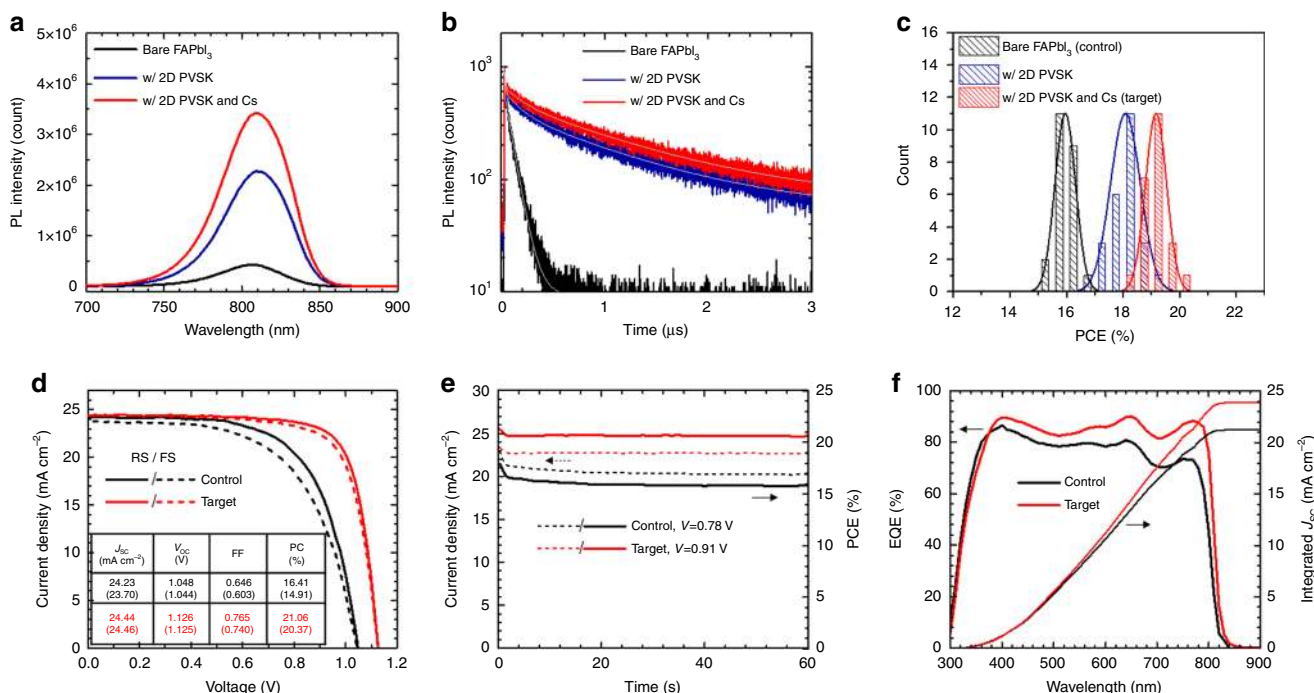 a
5×10⁶
4×10⁶
3×10⁶
2×10⁶
1×10⁶
0
PL intensity (count)
Bare FAPbI₃
w/ 2D PVSK
w/ 2D PVSK and Cs
700 750 800 850 900
Wavelength (nm)
b
10³
10²
10¹
PL intensity (count)
Bare FAPbI₃
w/ 2D PVSK
w/ 2D PVSK and Cs
0 1 2 3
Time (μs)
c
16
14
12
10
8
6
4
2
0
Count
Bare FAPbI₃ (control)
w/ 2D PVSK
w/ 2D PVSK and Cs (target)
12 14 16 18 20 22
PCE (%)
d
25
20
15
10
5
0
Current density (mA cm⁻²)
RS / FS
Control
Target
J_SC (mA cm⁻²) V_OC (V) FF PC (%)
24.23 1.048 0.646 16.41
(23.70) (1.044) (0.603) (14.91)
24.44 1.126 0.765 21.06
(24.46) (1.125) (0.740) (20.37)
0.0 0.2 0.4 0.6 0.8 1.0 1.2
Voltage (V)
e
30
25
20
15
10
5
0
Current density (mA cm⁻²)
Control, V=0.78 V
Target, V=0.91 V
25
20
15
10
5
0
PCE (%)
0 20 40 60
Time (s)
f
100
80
60
40
20
0
EQE (%)
Control
Target
25
20
15
10
5
0
Integrated J_SC (mA cm⁻²)
300 400 500 600 700 800 900
Wavelength (nm)